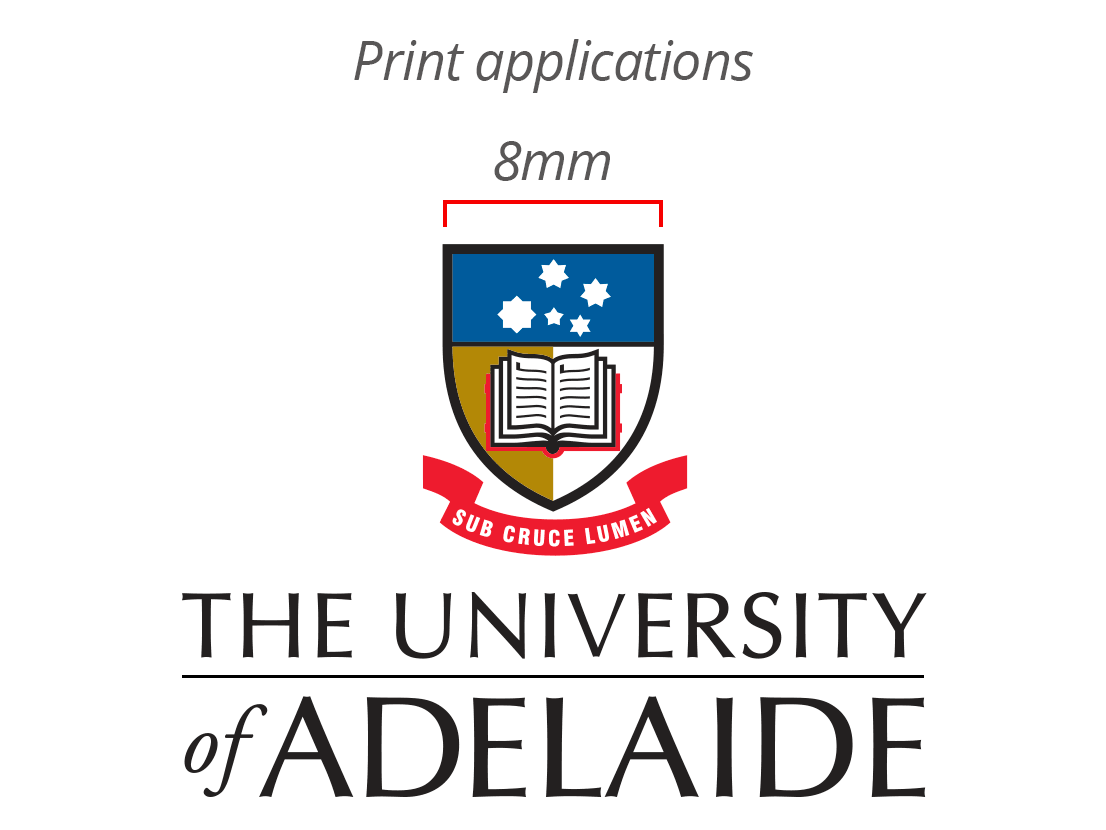 Print applications
8mm
SUB CRUCE LUMEN
THE UNIVERSITY
of ADELAIDE